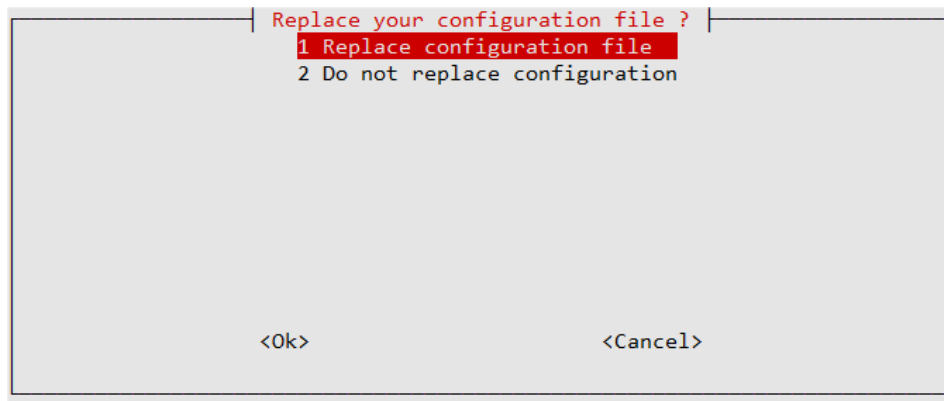 Replace your configuration file ?
1 Replace configuration file
2 Do not replace configuration
<Ok> <Cancel>